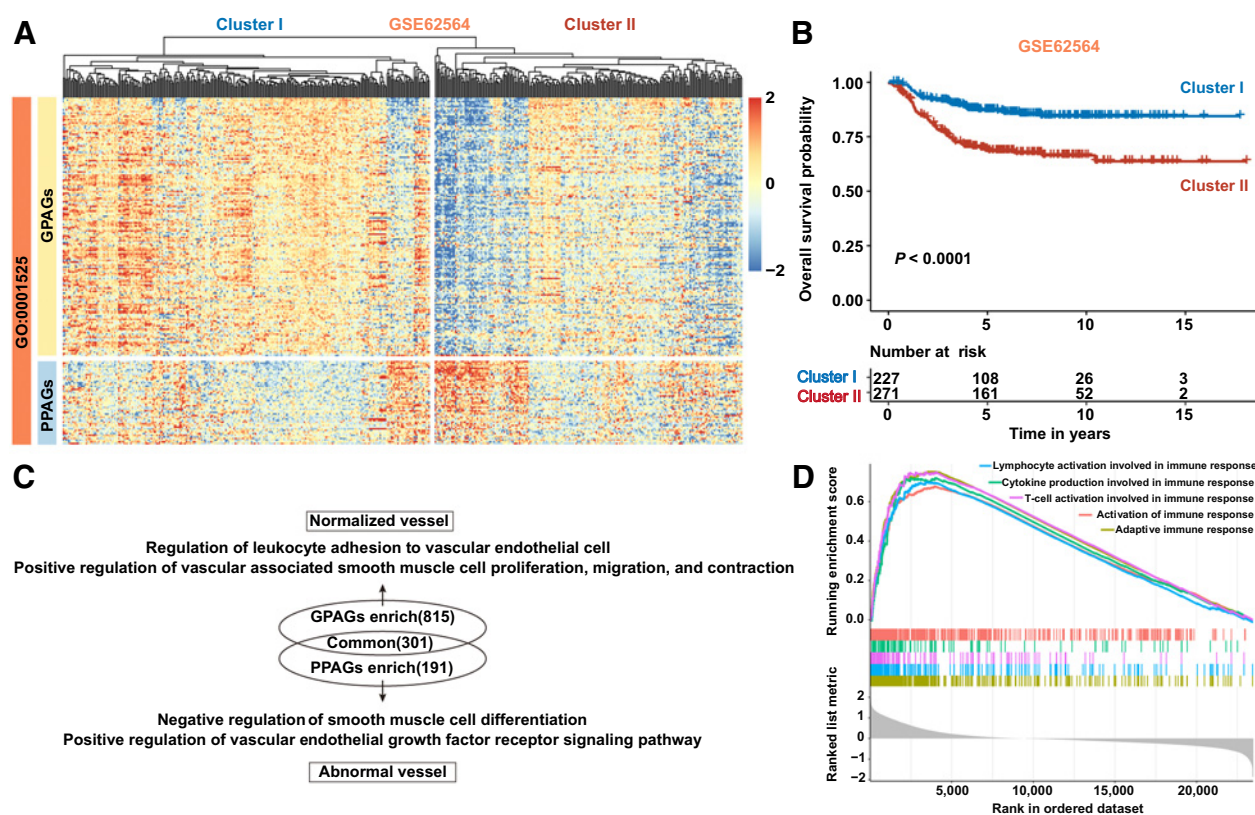 A
Cluster I
GSE62564
Cluster II
GO:0001525
GPAGs
PPAGs
2
0
−2
B
GSE62564
Overall survival probability
1.00
0.75
0.50
0.25
0.00
Cluster I
Cluster II
P < 0.0001
0 5 10 15
Number at risk
Cluster I 227 108 26 3
Cluster II 271 161 52 2
0 5 10 15
Time in years
C
Normalized vessel
Regulation of leukocyte adhesion to vascular endothelial cell
Positive regulation of vascular associated smooth muscle cell proliferation, migration, and contraction
GPAGs enrich(815)
Common(301)
PPAGs enrich(191)
Negative regulation of smooth muscle cell differentiation
Positive regulation of vascular endothelial growth factor receptor signaling pathway
Abnormal vessel
D
Running enrichment score
0.6
0.4
0.2
0.0
Lymphocyte activation involved in immune response
Cytokine production involved in immune response
T-cell activation involved in immune response
Activation of immune response
Adaptive immune response
Ranked list metric
2
1
0
−1
−2
5,000 10,000 15,000 20,000
Rank in ordered dataset